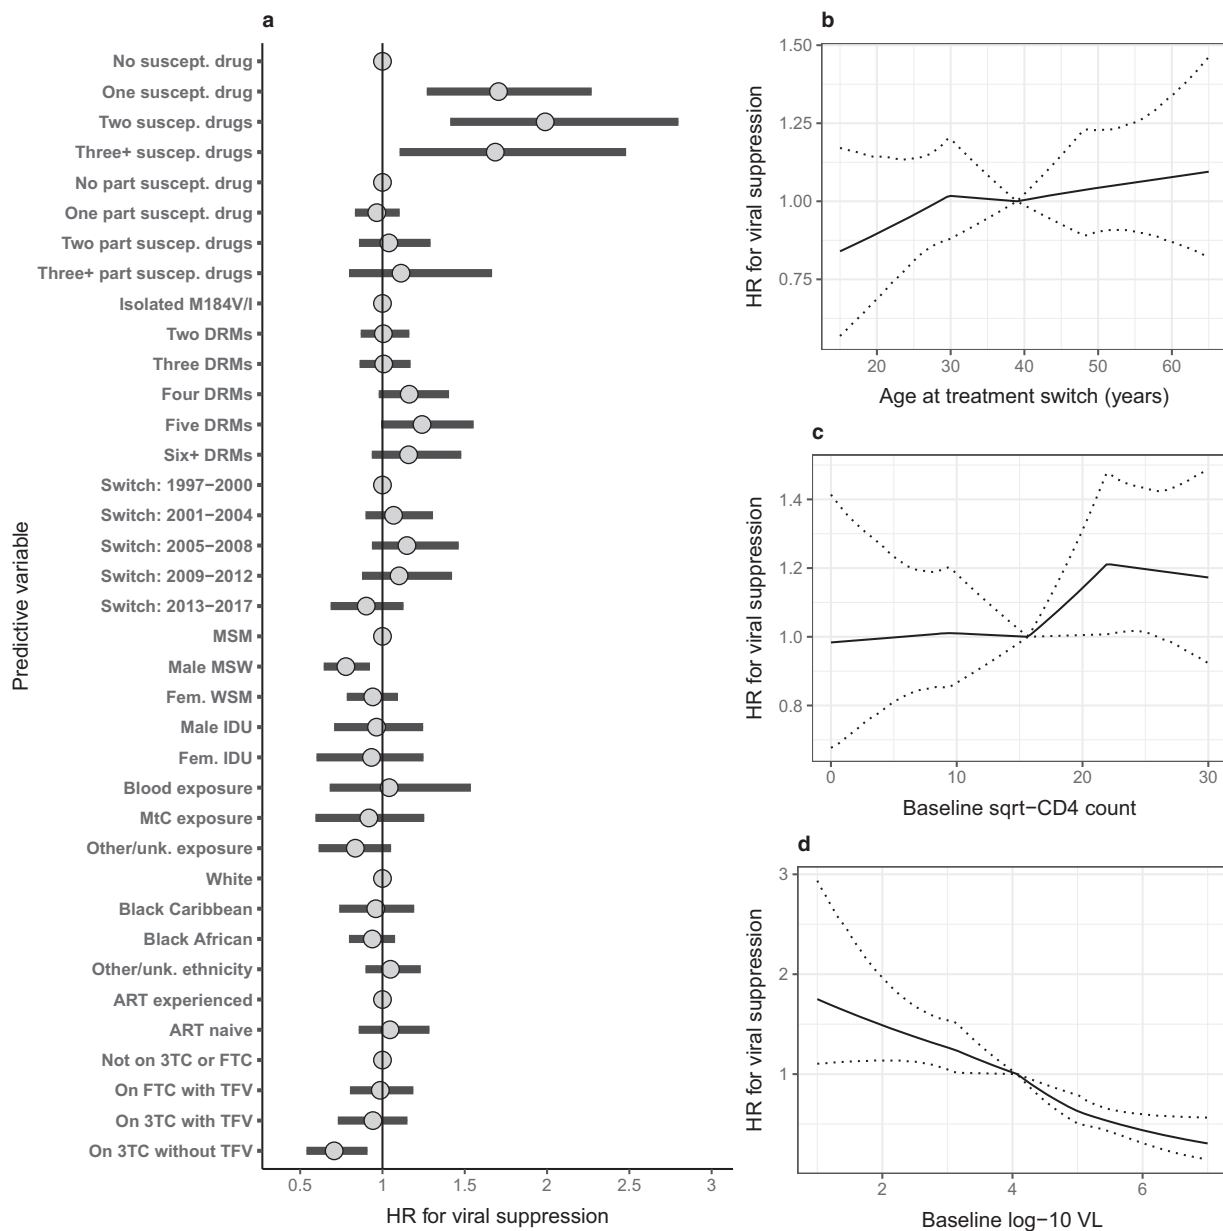 a
Predictive variable
No suscept. drug
One suscept. drug
Two suscep. drugs
Three+ suscep. drugs
No part suscept. drug
One part suscept. drug
Two part suscep. drugs
Three+ part suscep. drugs
Isolated M184V/I
Two DRMs
Three DRMs
Four DRMs
Five DRMs
Six+ DRMs
Switch: 1997−2000
Switch: 2001−2004
Switch: 2005−2008
Switch: 2009−2012
Switch: 2013−2017
MSM
Male MSW
Fem. WSM
Male IDU
Fem. IDU
Blood exposure
MtC exposure
Other/unk. exposure
White
Black Caribbean
Black African
Other/unk. ethnicity
ART experienced
ART naive
Not on 3TC or FTC
On FTC with TFV
On 3TC with TFV
On 3TC without TFV
0.5 1 1.5 2 2.5 3
HR for viral suppression
b
HR for viral suppression
1.50
1.25
1.00
0.75
20 30 40 50 60
Age at treatment switch (years)
c
HR for viral suppression
1.4
1.2
1.0
0.8
0 10 20 30
Baseline sqrt−CD4 count
d
HR for viral suppression
3
2
1
2 4 6
Baseline log−10 VL